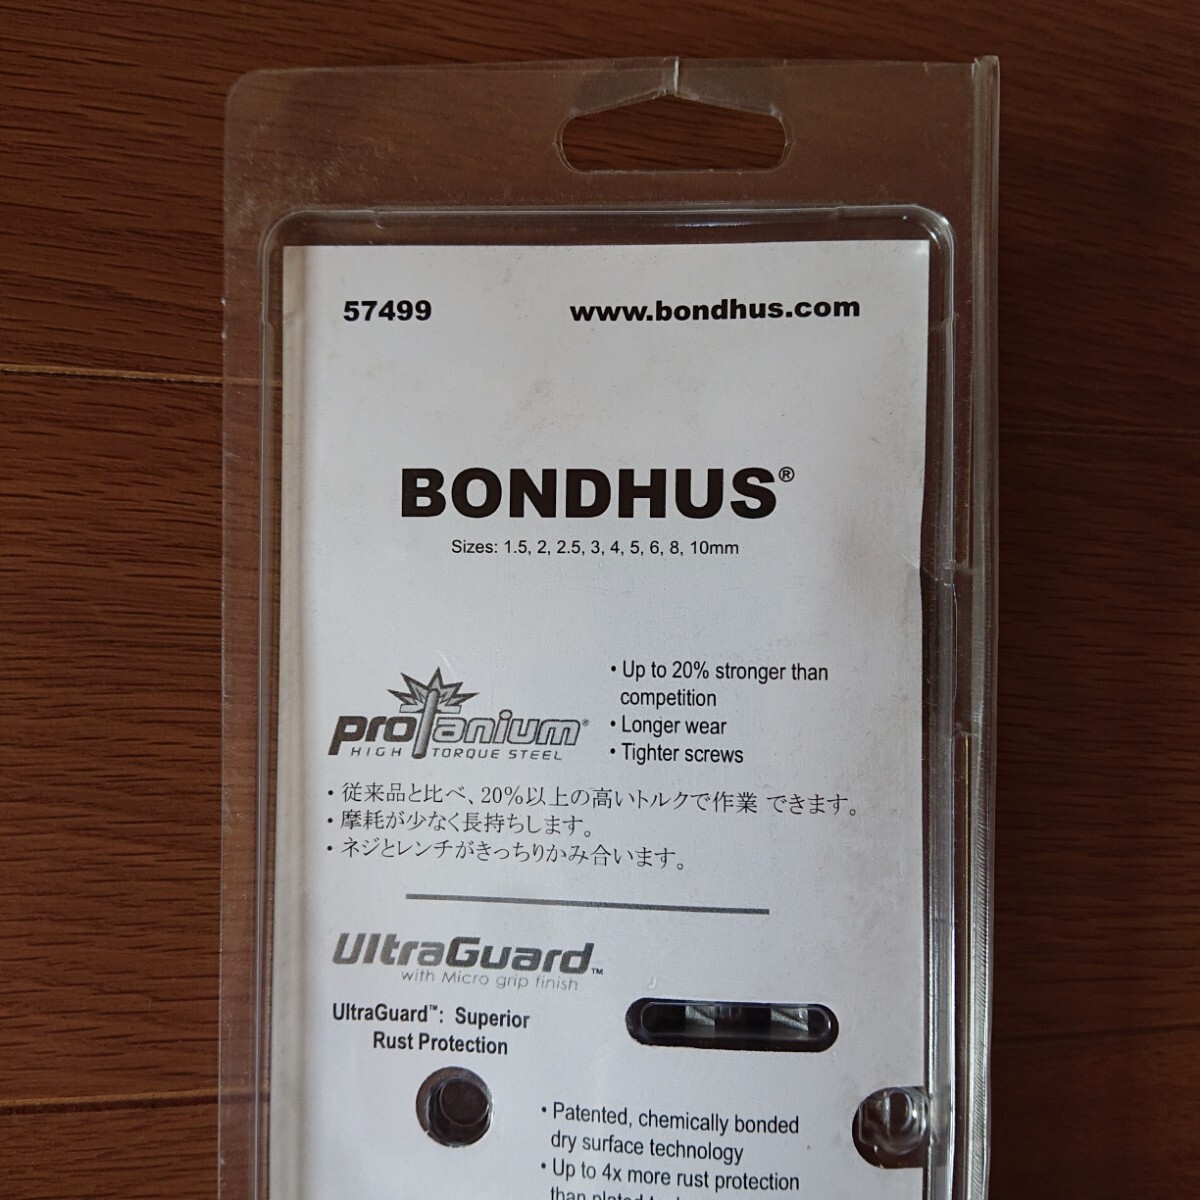 57499
www.bondhus.com
BONDHUS®
Sizes: 1.5, 2, 2.5, 3, 4, 5, 6, 8, 10mm
proTanium®
HIGH TORQUE STEEL
• Up to 20% stronger than
competition
• Longer wear
• Tighter screws
・従来品と比べ、20%以上の高いトルクで作業 できます。
・摩耗が少なく長持ちします。
・ネジとレンチがきっちりかみ合います。
UltraGuard™
with Micro grip finish
UltraGuard™: Superior
Rust Protection
• Patented, chemically bonded
dry surface technology
• Up to 4x more rust protection
than